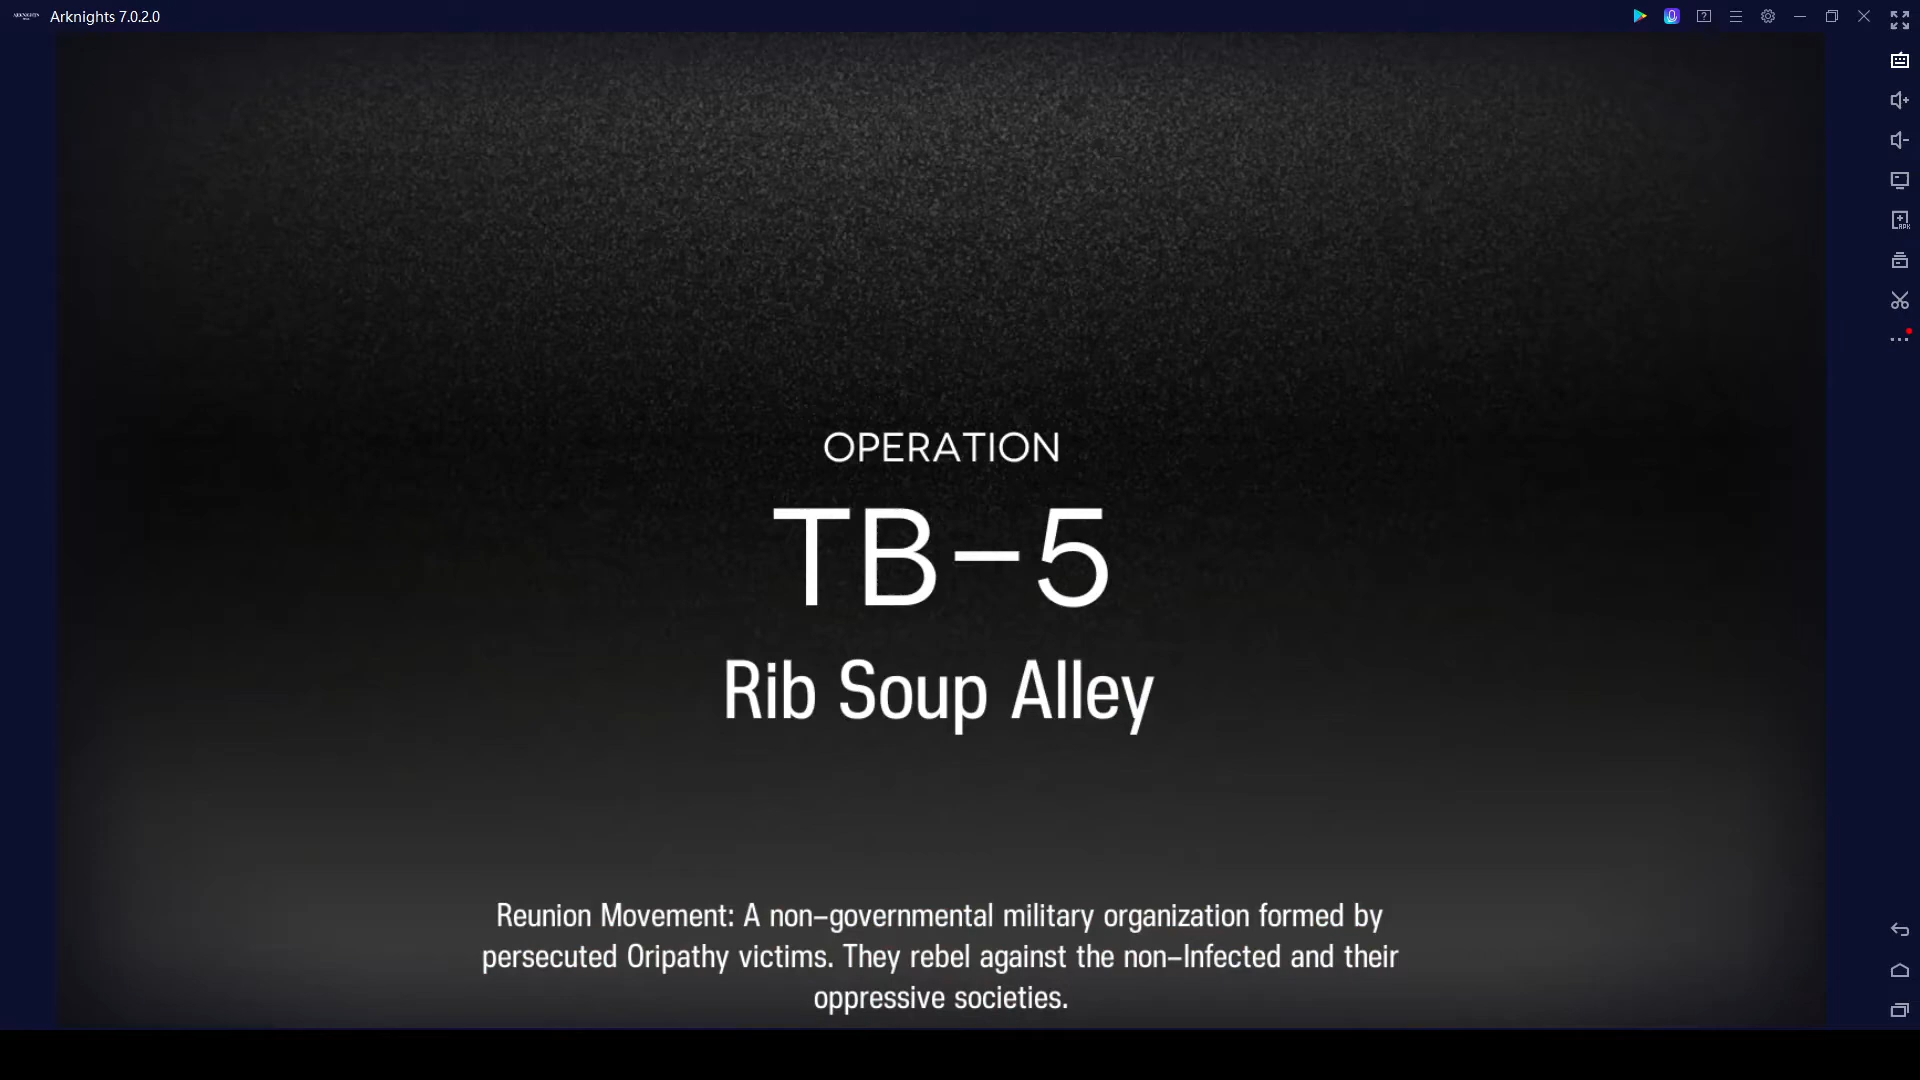 Arknights 7.0.2.0
OPERATION
TB-5
Rib Soup Alley
Reunion Movement: A non-governmental military organization formed by
persecuted Oripathy victims. They rebel against the non-Infected and their
oppressive societies.